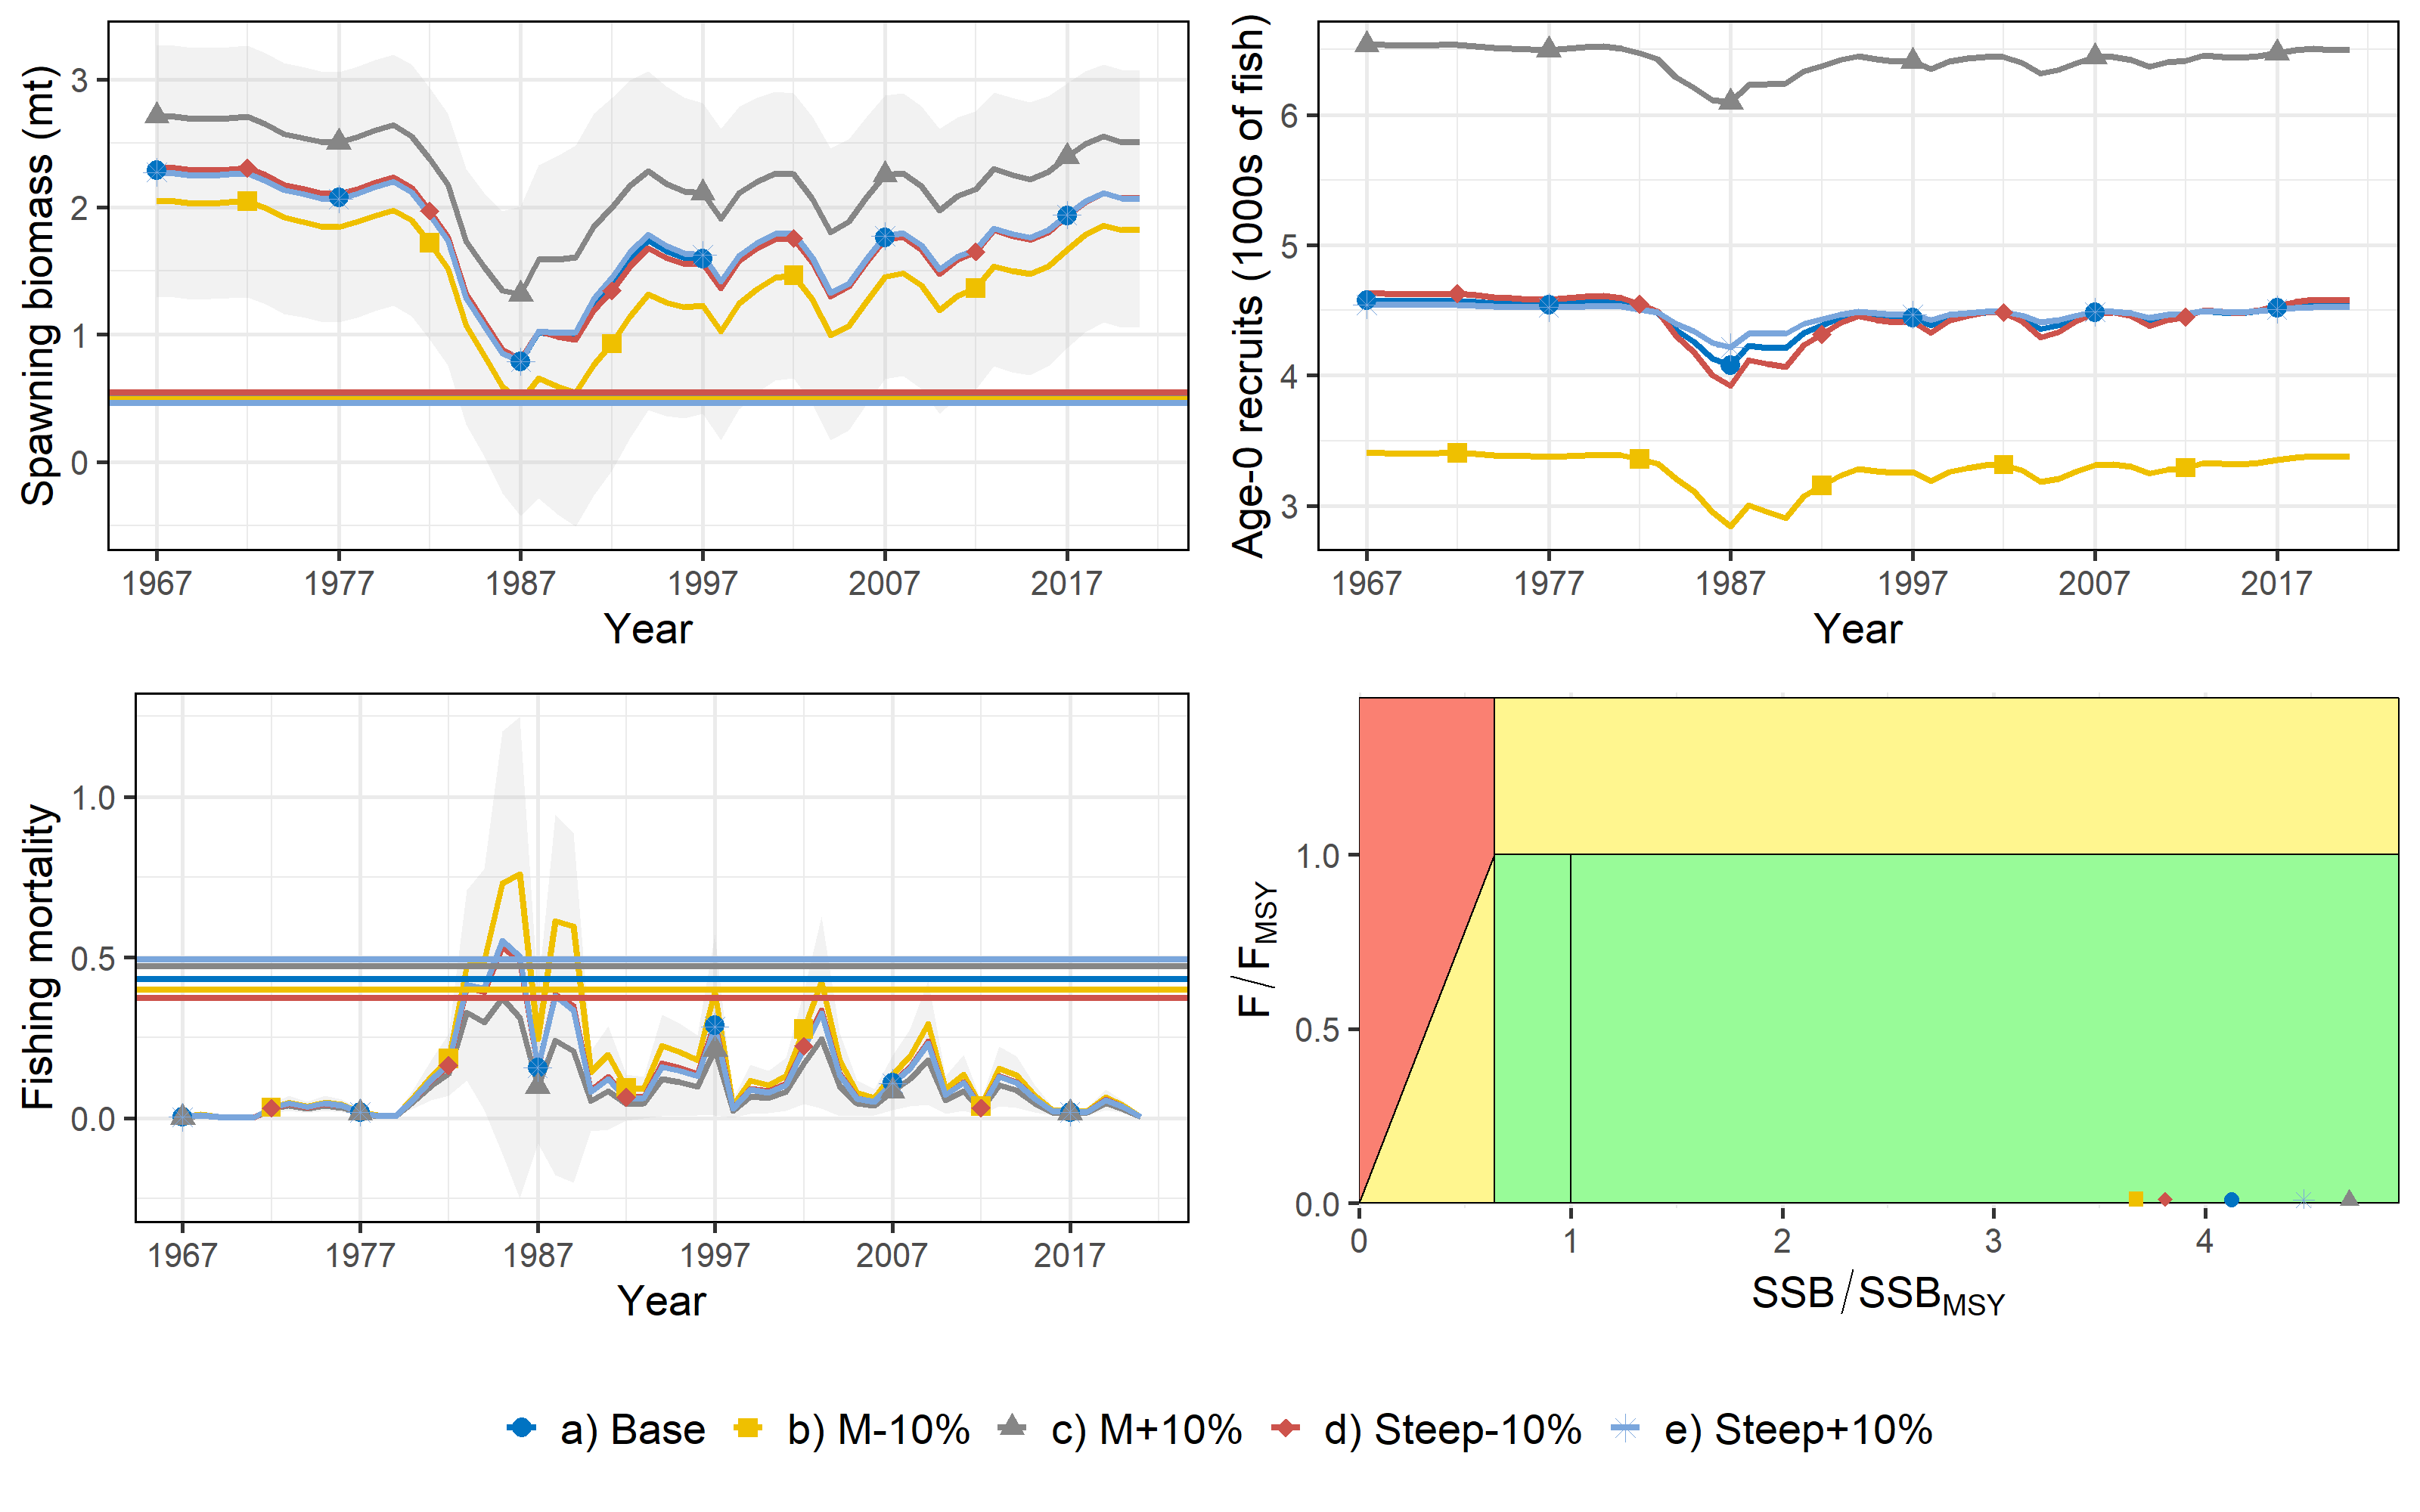 Spawning biomass (mt)
3
2
1
0
1967 1977 1987 1997 2007 2017
Year
Age-0 recruits (1000s of fish)
6
5
4
3
1967 1977 1987 1997 2007 2017
Year
Fishing mortality
1.0
0.5
0.0
1967 1977 1987 1997 2007 2017
Year
F/FMSY
1.0
0.5
0.0
0 1 2 3 4
SSB/SSBMSY
a) Base b) M-10% c) M+10% d) Steep-10% e) Steep+10%